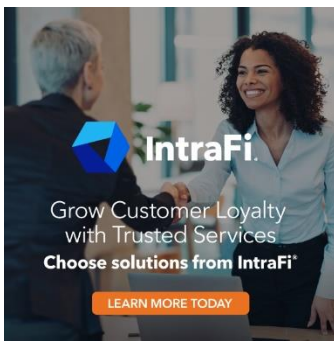 IntraFi.
Grow Customer Loyalty
with Trusted Services
Choose solutions from IntraFi®
LEARN MORE TODAY